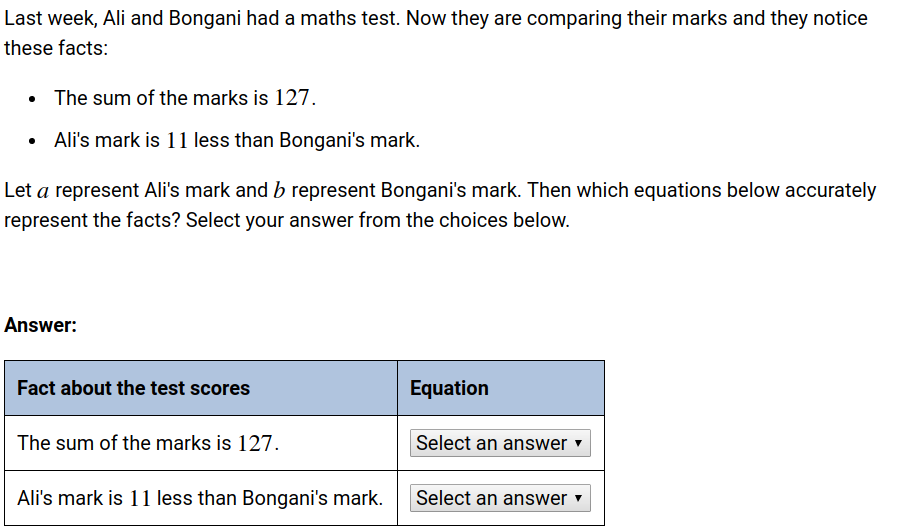 Last week, Ali and Bongani had a maths test. Now they are comparing their marks and they notice
these facts:
• The sum of the marks is 127.
• Ali's mark is 11 less than Bongani's mark.
Let a represent Ali's mark and b represent Bongani's mark. Then which equations below accurately
represent the facts? Select your answer from the choices below.
Answer:
Fact about the test scores Equation
The sum of the marks is 127. Select an answer ▾
Ali's mark is 11 less than Bongani's mark. Select an answer ▾